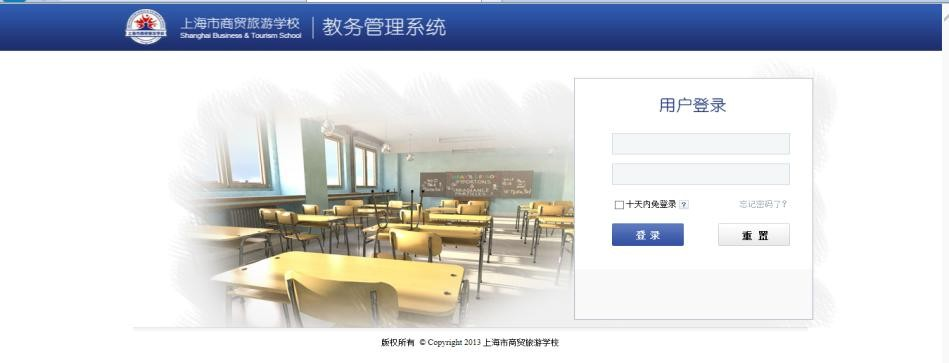 上海市商贸旅游学校
Shanghai Business & Tourism School
教务管理系统
用户登录
十天内免登录 ?
忘记密码了?
登 录
重 置
版权所有 © Copyright 2013 上海市商贸旅游学校